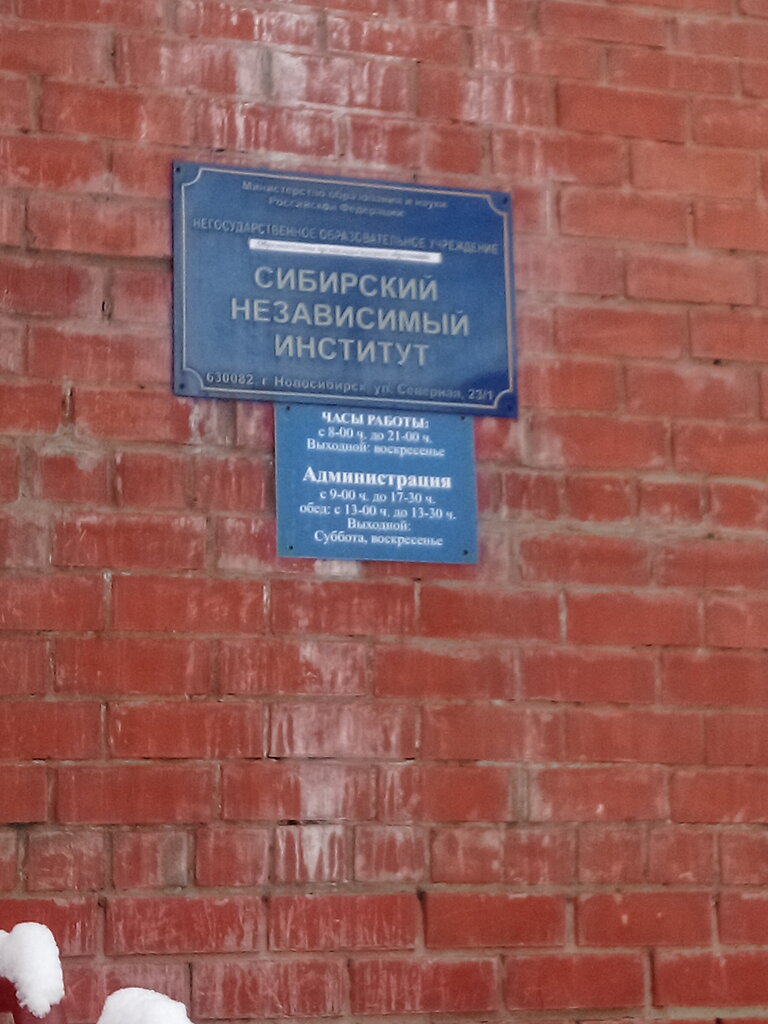 Министерство образования и науки
Российской Федерации
НЕГОСУДАРСТВЕННОЕ ОБРАЗОВАТЕЛЬНОЕ УЧРЕЖДЕНИЕ
СИБИРСКИЙ
НЕЗАВИСИМЫЙ
ИНСТИТУТ
630082, г. Новосибирск, ул. Северная, 23/1
ЧАСЫ РАБОТЫ:
с 8-00 ч. до 21-00 ч.
Выходной: воскресенье
Администрация
с 9-00 ч. до 17-30 ч.
обед: с 13-00 ч. до 13-30 ч.
Выходной:
Суббота, воскресенье